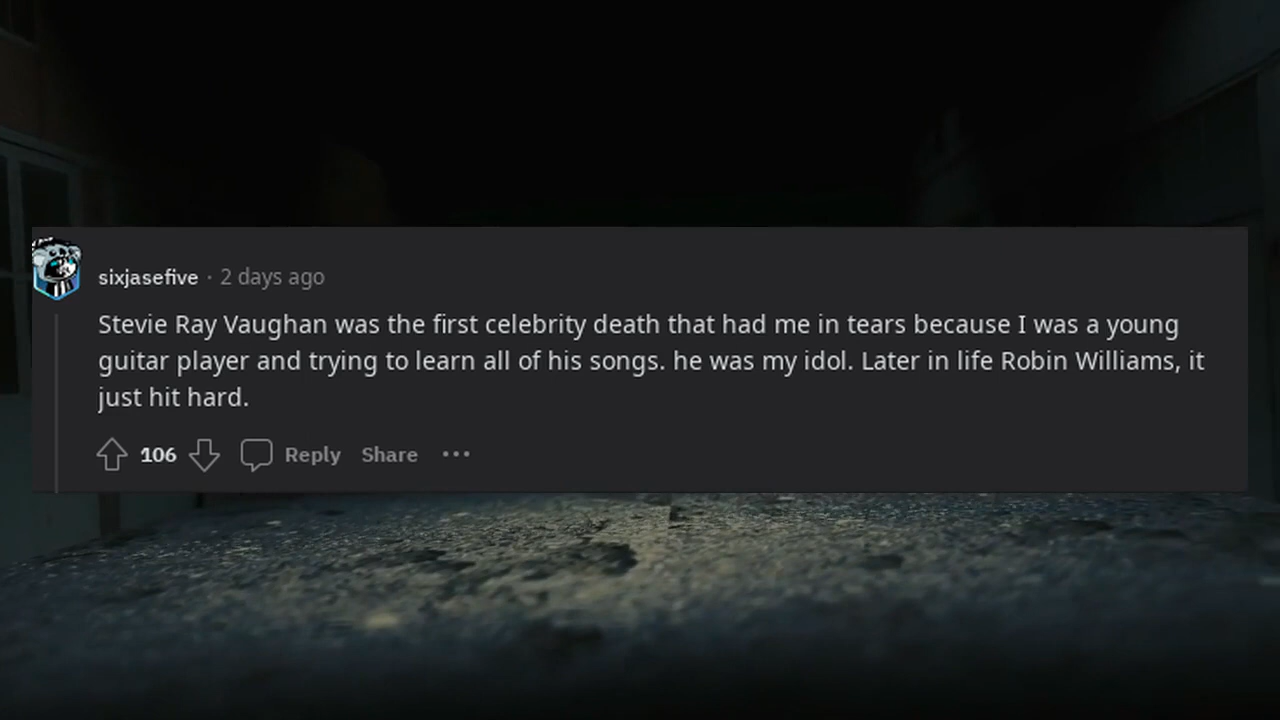 sixjasefive · 2 days ago
Stevie Ray Vaughan was the first celebrity death that had me in tears because I was a young
guitar player and trying to learn all of his songs. he was my idol. Later in life Robin Williams, it
just hit hard.
106 Reply Share ···